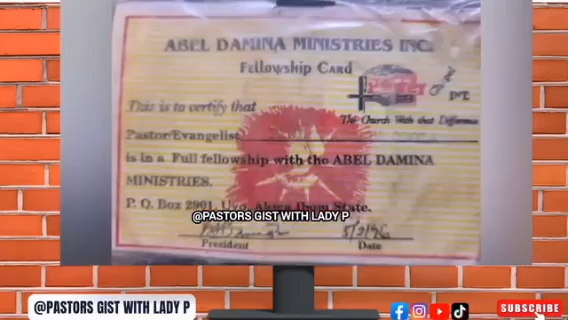 ABEL DAMINA MINISTRIES INC.
Fellowship Card
INT
The Church With that Difference
This is to certify that
Pastor/Evangelist
is in a Full fellowship with the ABEL DAMINA
MINISTRIES.
P. O. Box 2901, Uyo, Akwa Ibom State.
@PASTORS GIST WITH LADY P
President
Date
@PASTORS GIST WITH LADY P
SUBSCRIBE